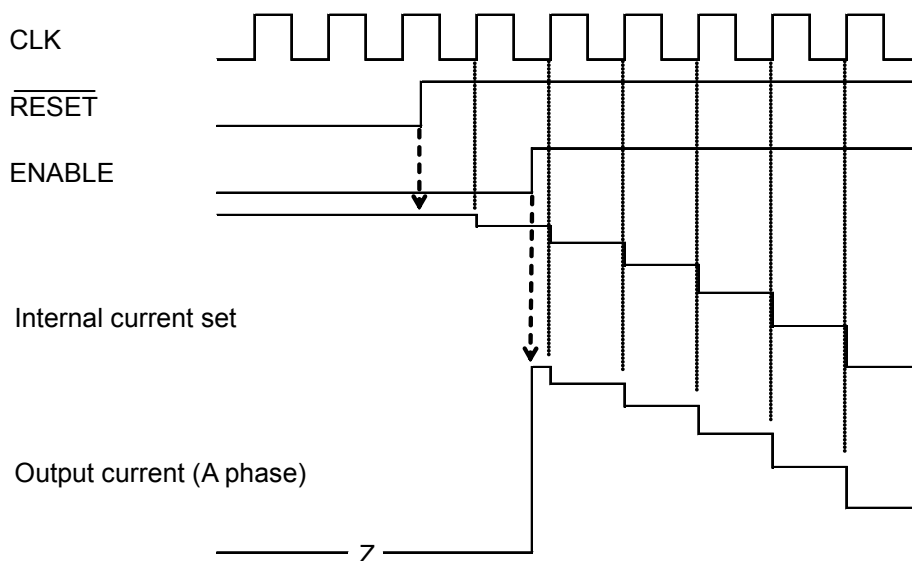 CLK
RESET
ENABLE
Internal current set
Output current (A phase)
Z